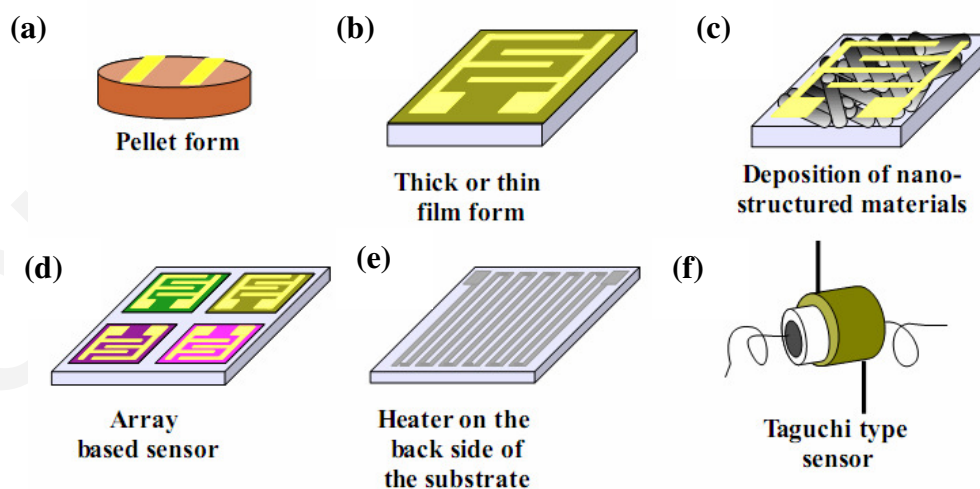 (a)
Pellet form
(b)
Thick or thin
film form
(c)
Deposition of nano-
structured materials
(d)
Array
based sensor
(e)
Heater on the
back side of
the substrate
(f)
Taguchi type
sensor